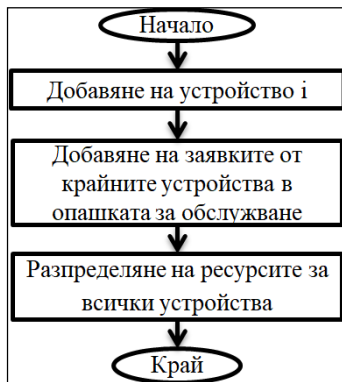 Начало
Добавяне на устройство i
Добавяне на заявките от
крайните устройства в
опашката за обслужване
Разпределяне на ресурсите за
всички устройства
Край